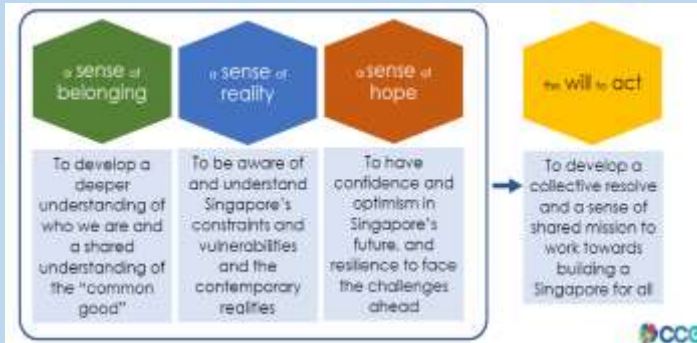 a sense of
belonging
To develop a
deeper
understanding of
who we are and
a shared
understanding of
the "common
good"
a sense of
reality
To be aware of
and understand
Singapore's
constraints and
vulnerabilities
and the
contemporary
realities
a sense of
hope
To have
confidence and
optimism in
Singapore's
future, and
resilience to face
the challenges
ahead
the will to act
To develop a
collective resolve
and a sense of
shared mission to
work towards
building a
Singapore for all
CCE